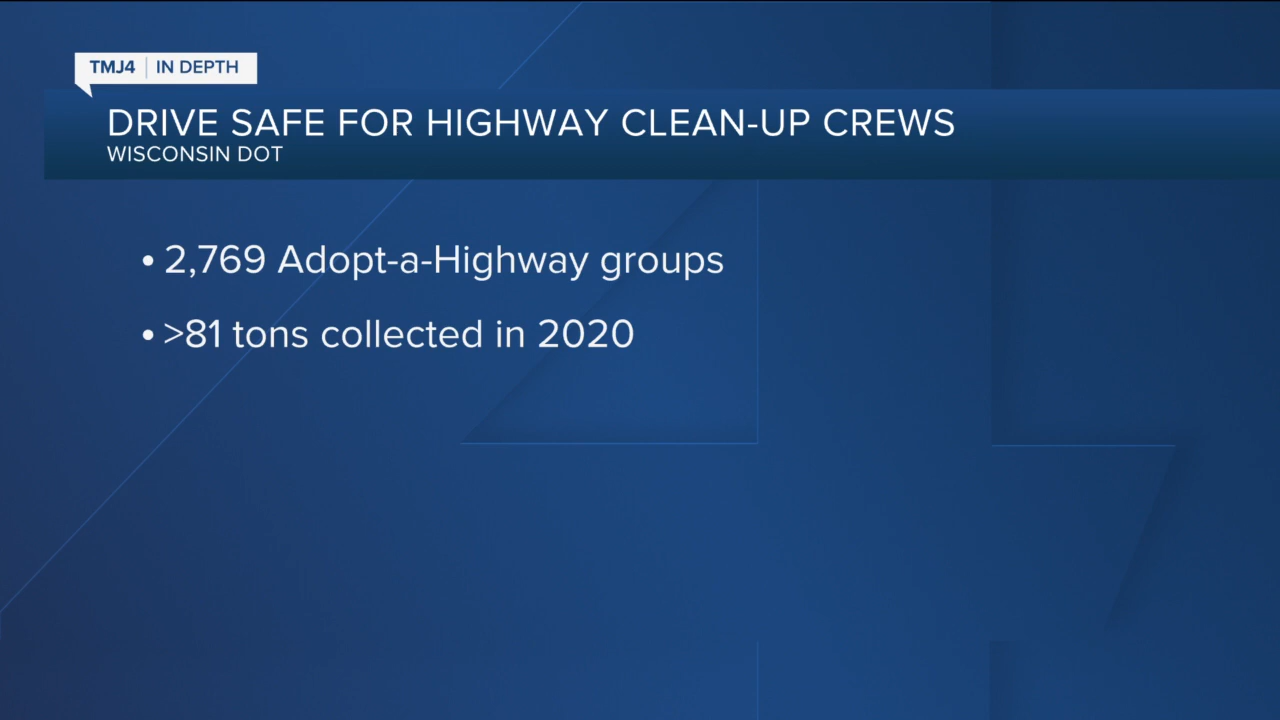 TMJ4 | IN DEPTH
DRIVE SAFE FOR HIGHWAY CLEAN-UP CREWS
WISCONSIN DOT
• 2,769 Adopt-a-Highway groups
• >81 tons collected in 2020